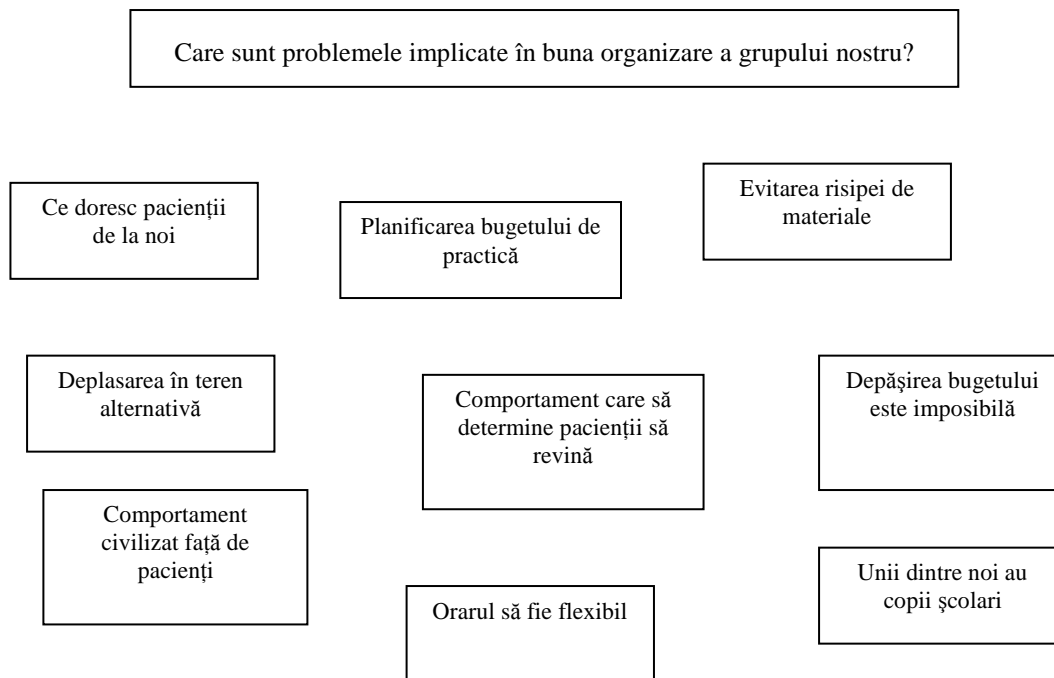 Care sunt problemele implicate în buna organizare a grupului nostru?
Ce doresc pacienții
de la noi
Planificarea bugetului de
practică
Evitarea risipei de
materiale
Deplasarea în teren
alternativă
Comportament care să
determine pacienții să
revină
Depăşirea bugetului
este imposibilă
Comportament
civilizat față de
pacienți
Orarul să fie flexibil
Unii dintre noi au
copii şcolari